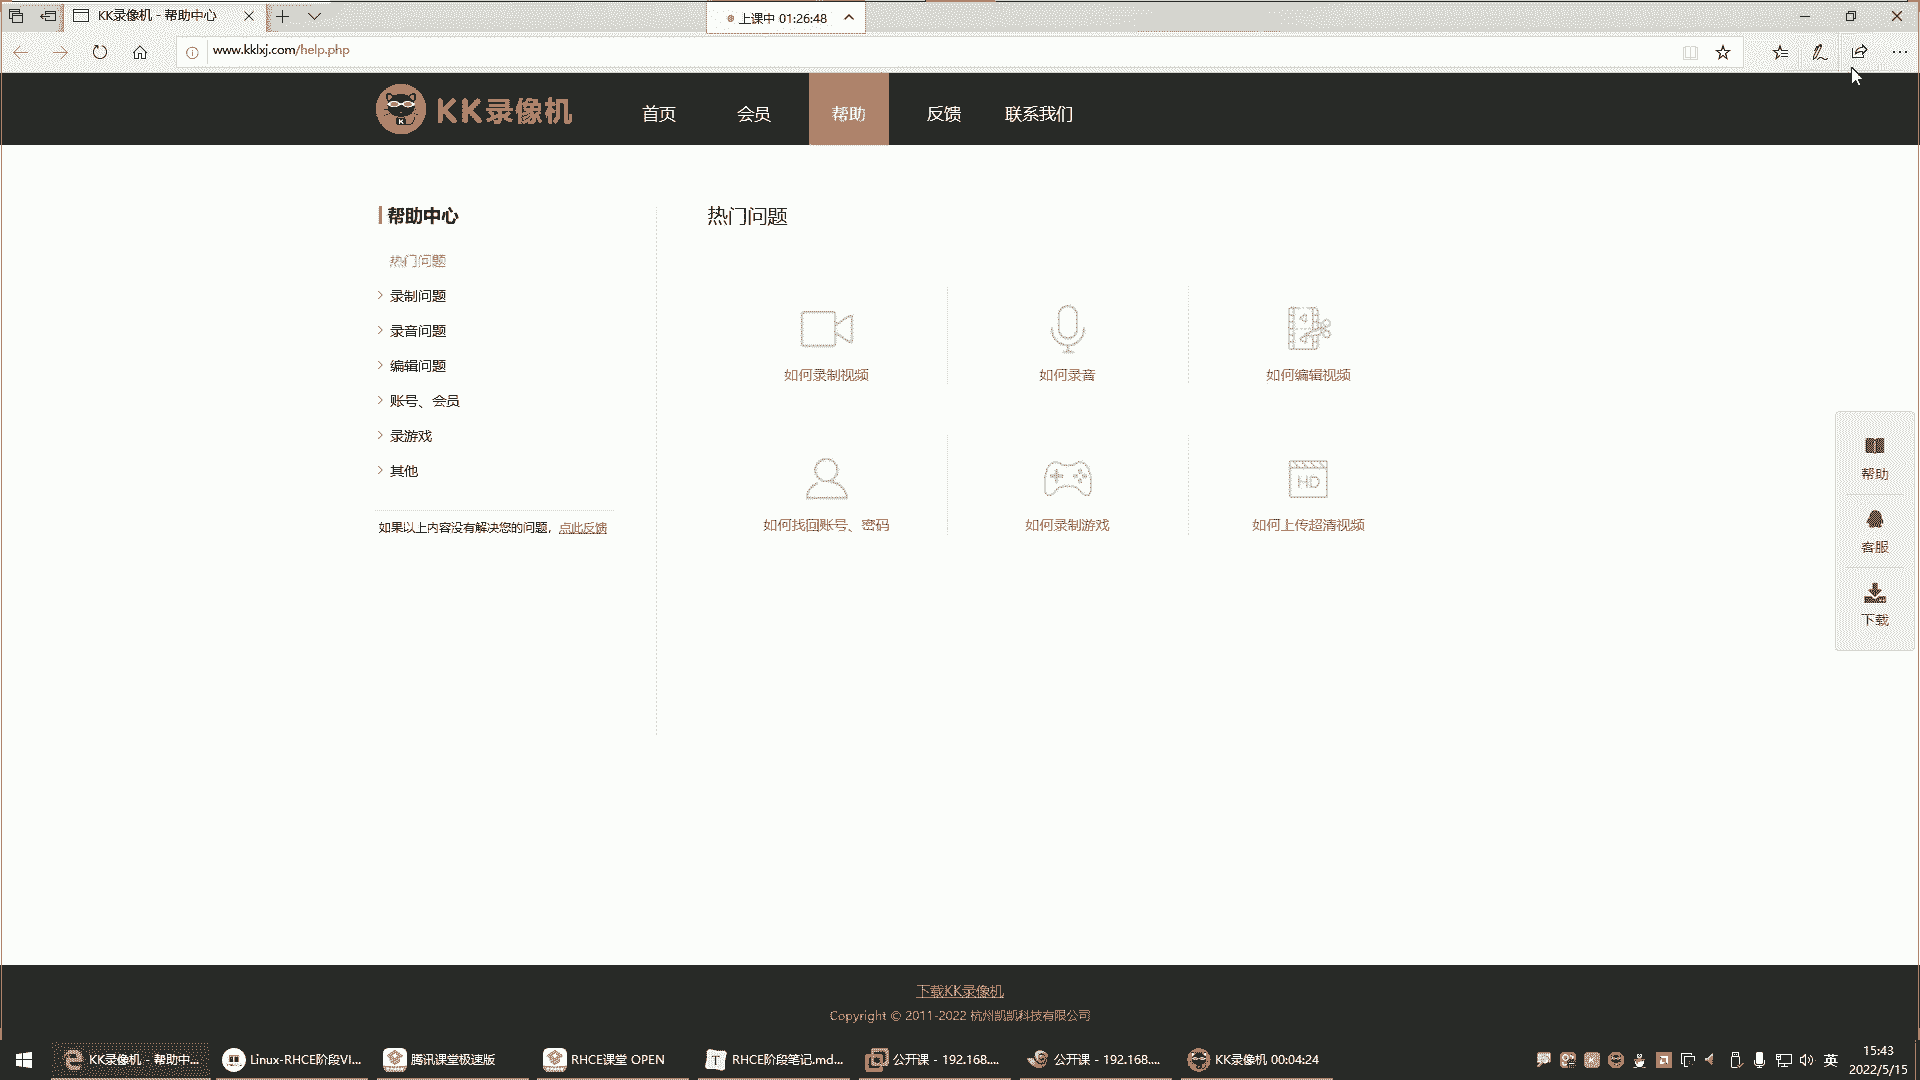 KK录像机 - 帮助中心
上课中 01:26:48
www.kklxj.com/help.php
KK录像机
首页
会员
帮助
反馈
联系我们
帮助中心
热门问题
录制问题
录音问题
编辑问题
账号、会员
录游戏
其他
如果以上内容没有解决您的问题，点此反馈
热门问题
如何录制视频
如何录音
如何编辑视频
如何找回账号、密码
如何录制游戏
HD
如何上传超清视频
帮助
客服
下载
下载KK录像机
Copyright © 2011-2022 杭州凯凯科技有限公司
KK录像机 - 帮助中...
Linux-RHCE阶段VI...
腾讯课堂极速版
RHCE课堂 OPEN
RHCE阶段笔记.md...
公开课 - 192.168....
公开课 - 192.168....
KK录像机 00:04:24
英
15:43
2022/5/15